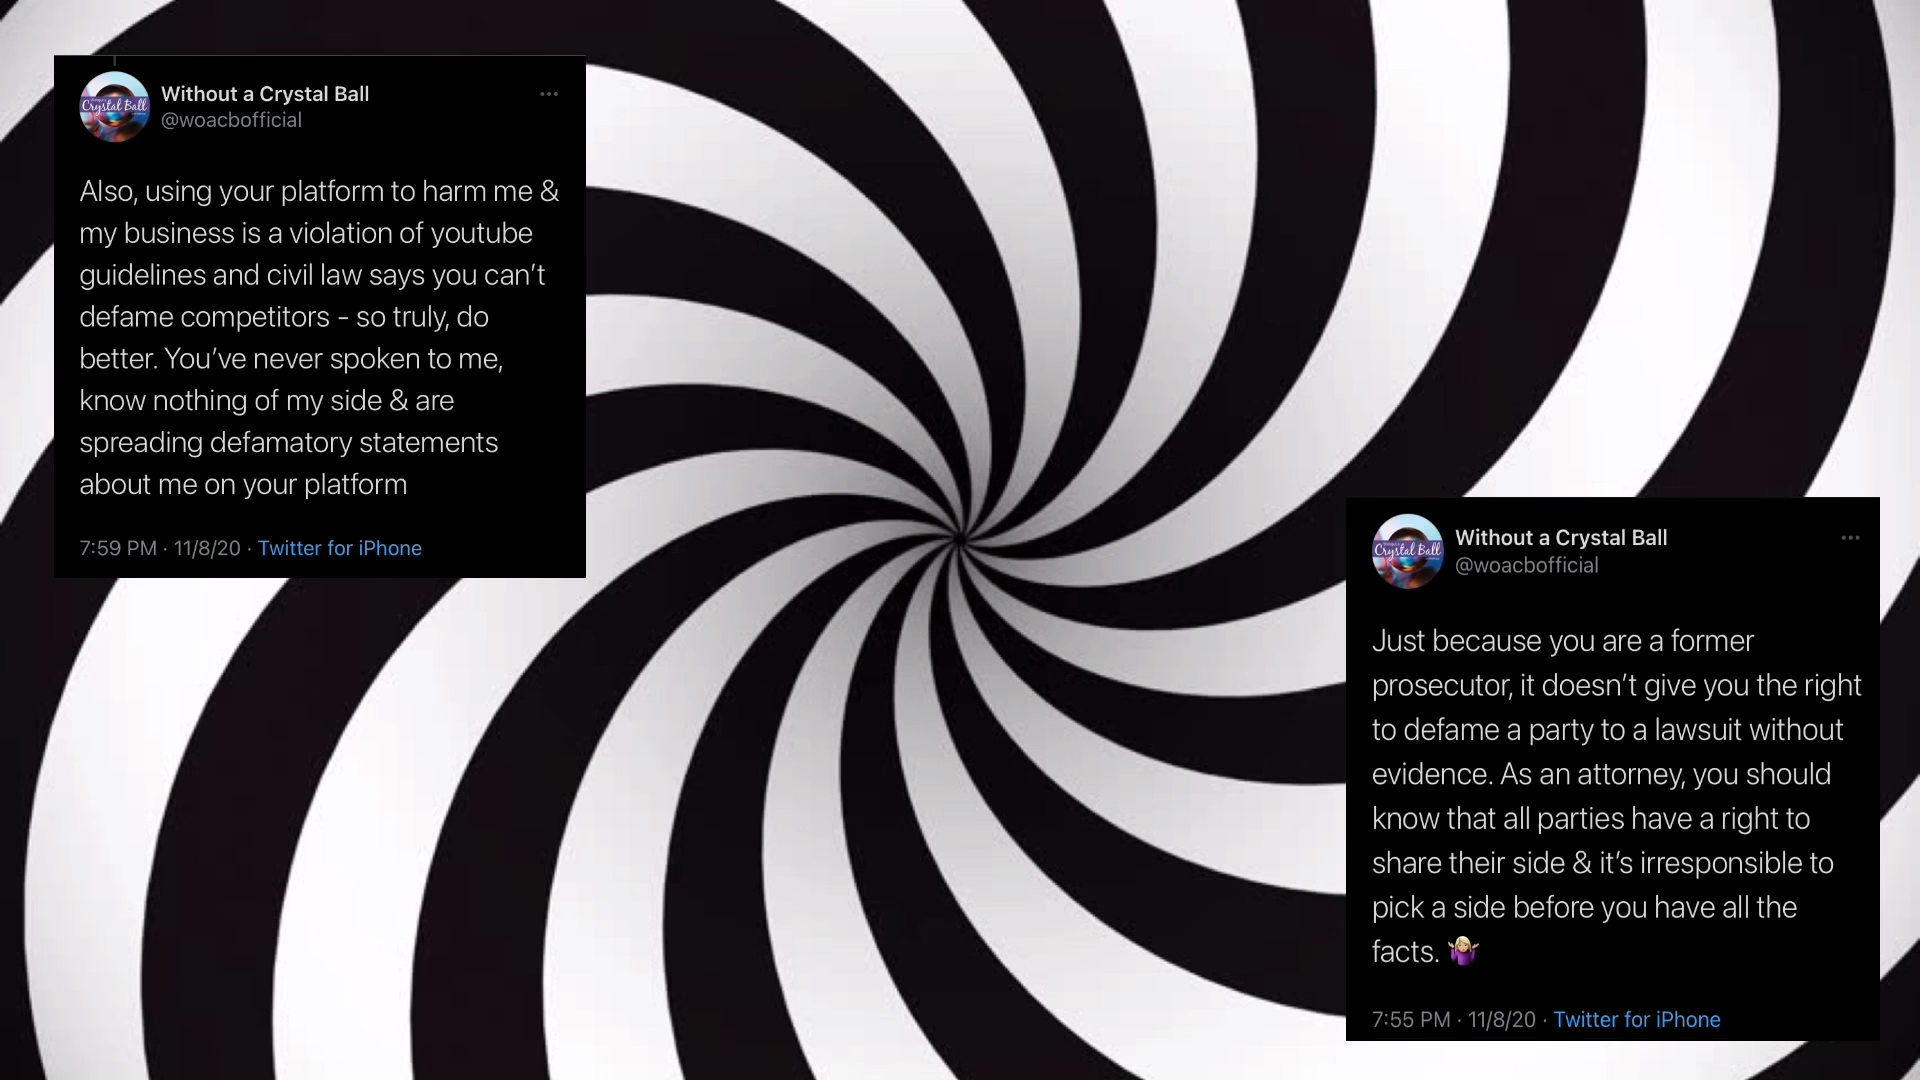 Without a Crystal Ball
@woacbofficial
Crystal Ball
Also, using your platform to harm me &
my business is a violation of youtube
guidelines and civil law says you can't
defame competitors - so truly, do
better. You've never spoken to me,
know nothing of my side & are
spreading defamatory statements
about me on your platform
7:59 PM · 11/8/20 · Twitter for iPhone
Without a Crystal Ball
@woacbofficial
Crystal Ball
Just because you are a former
prosecutor, it doesn't give you the right
to defame a party to a lawsuit without
evidence. As an attorney, you should
know that all parties have a right to
share their side & it's irresponsible to
pick a side before you have all the
facts. 🤷🏼‍♀️
7:55 PM · 11/8/20 · Twitter for iPhone